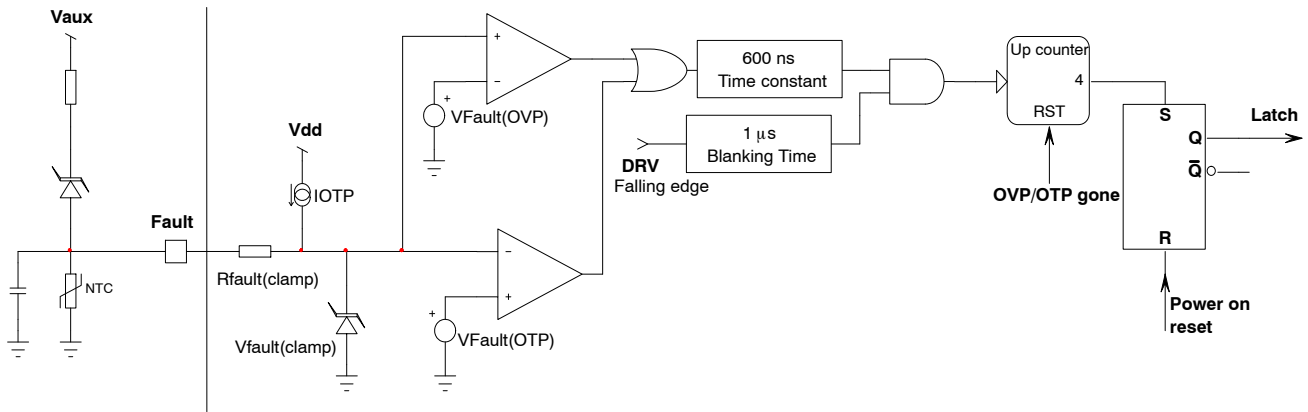 Vaux
Fault
NTC
Rfault(clamp)
Vdd
IOTP
Vfault(clamp)
+
−
+
VFault(OVP)
−
+
+
VFault(OTP)
600 ns
Time constant
1 μs
Blanking Time
DRV
Falling edge
Up counter
4
RST
OVP/OTP gone
S
Q
Q̅
R
Latch
Power on
reset